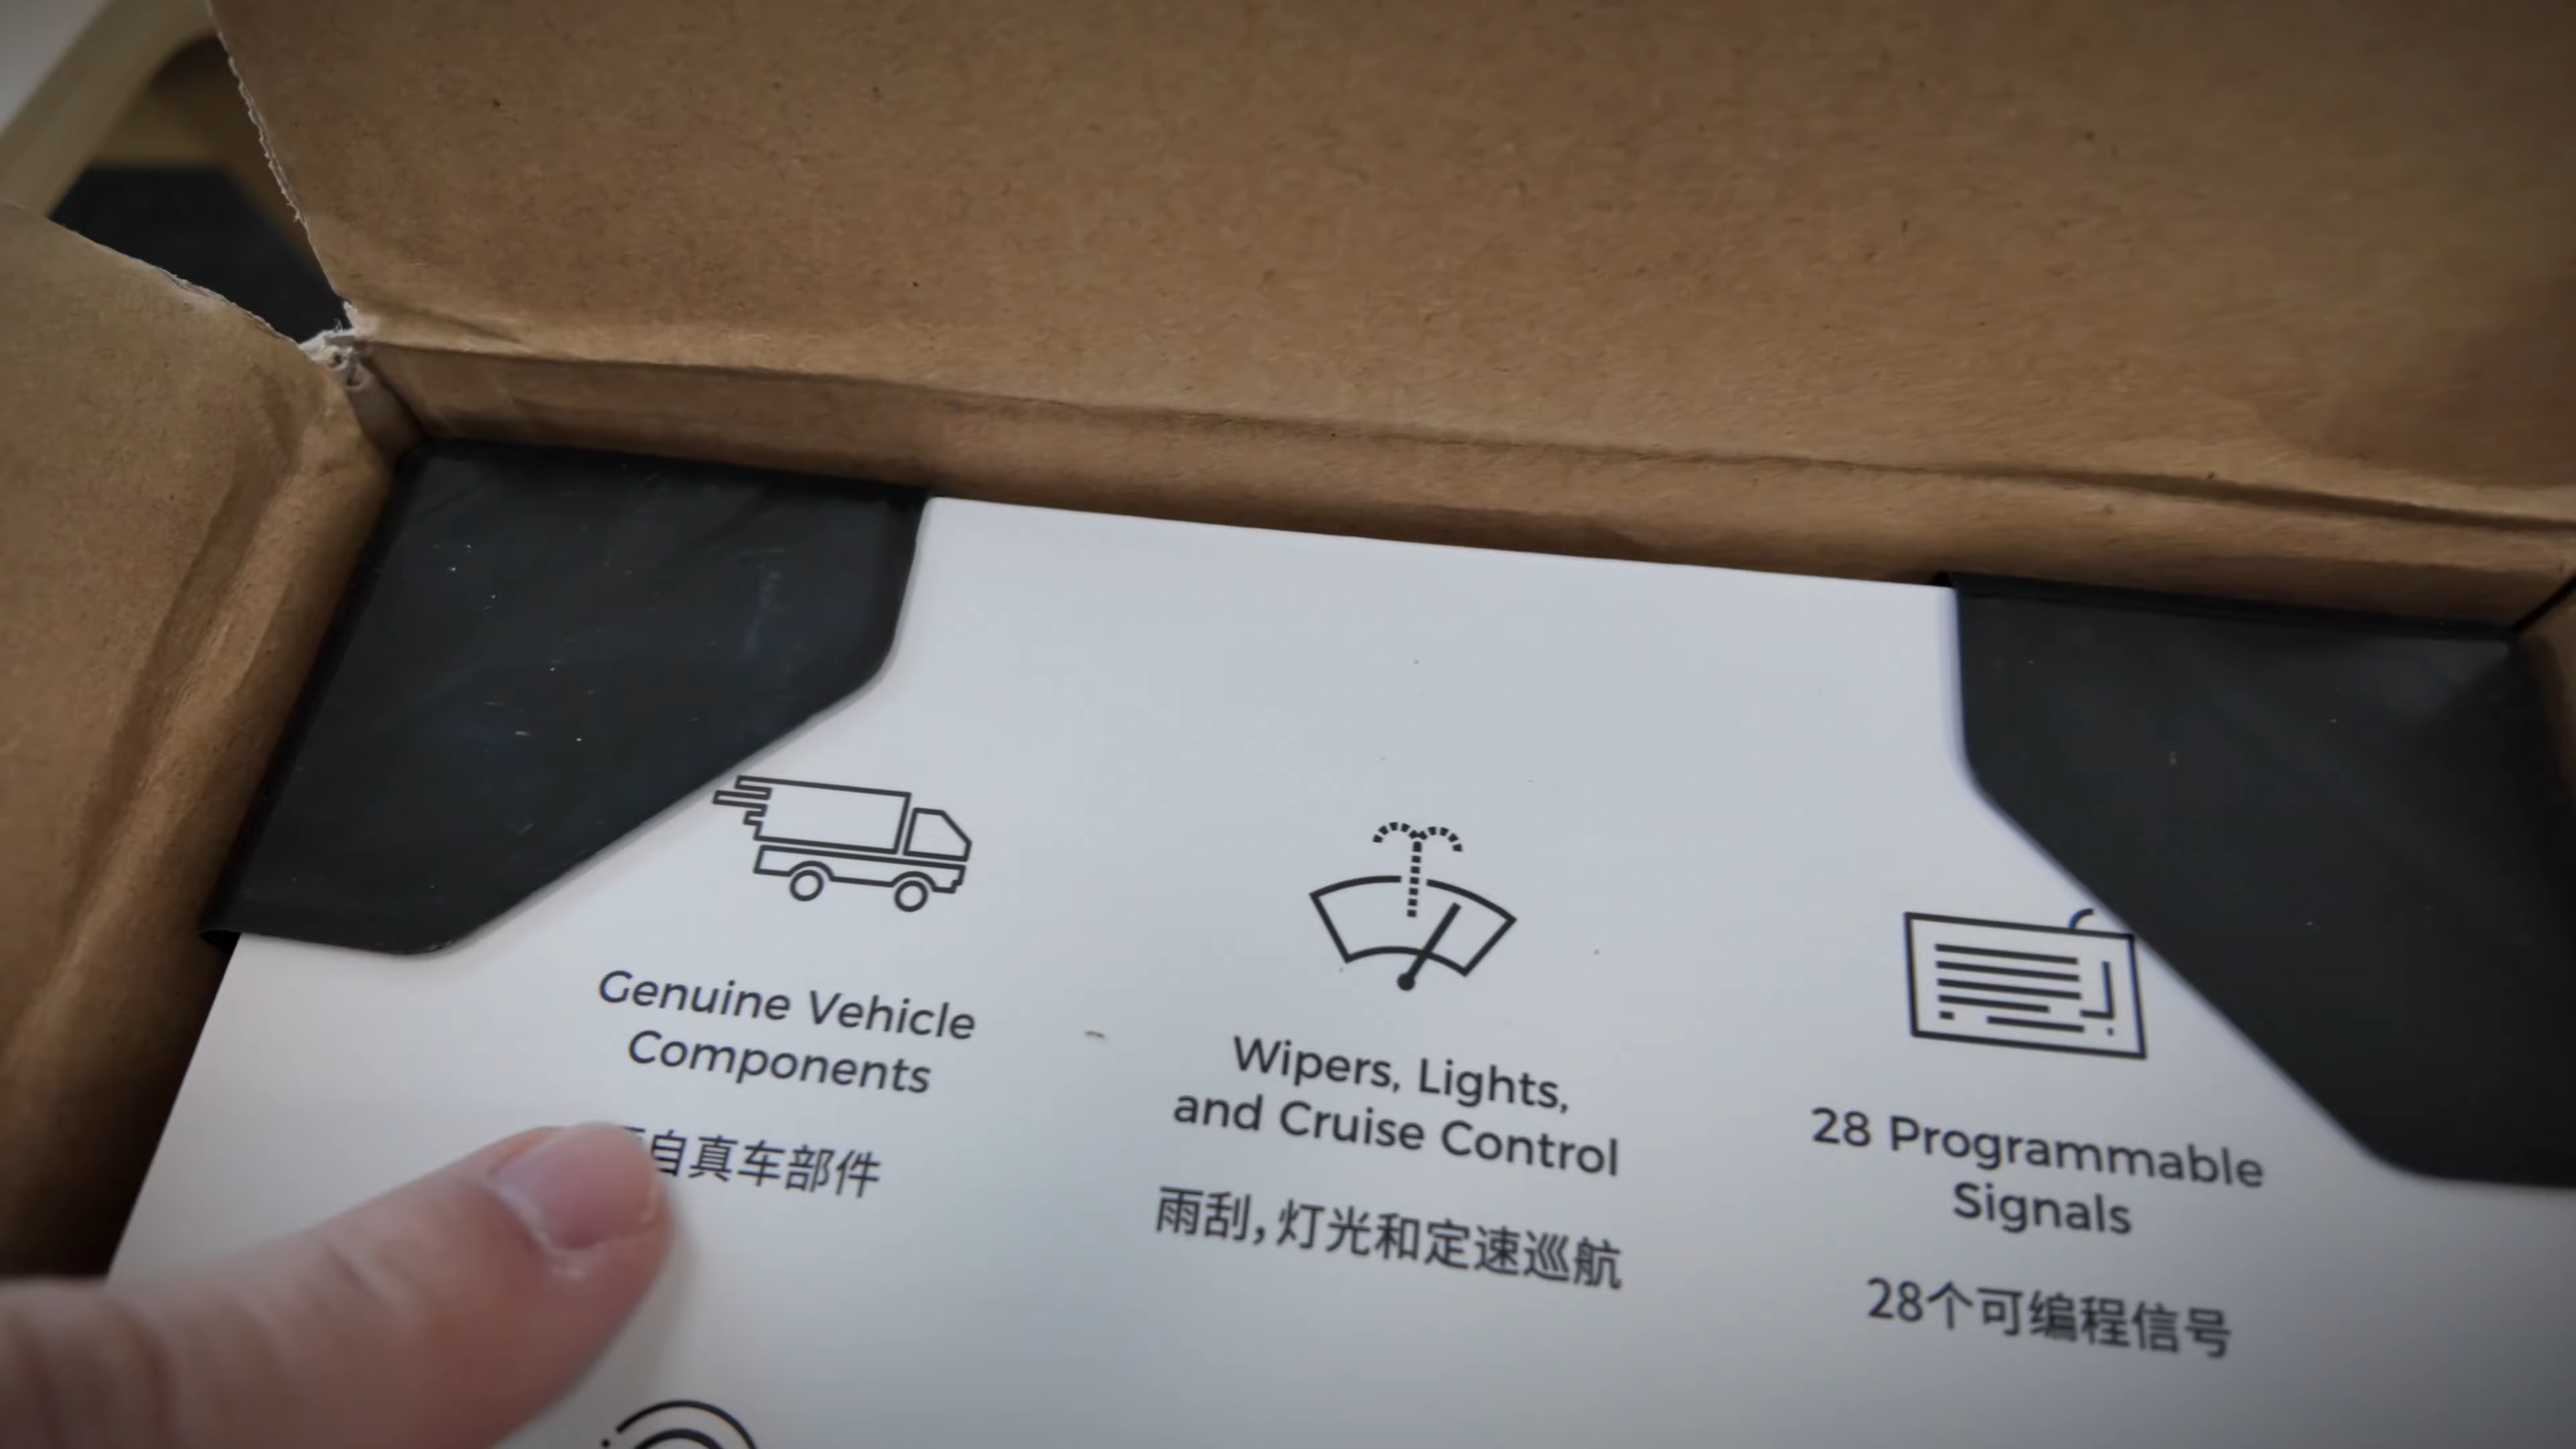 Genuine Vehicle
Components
自真车部件
Wipers, Lights,
and Cruise Control
雨刮,灯光和定速巡航
28 Programmable
Signals
28个可编程信号